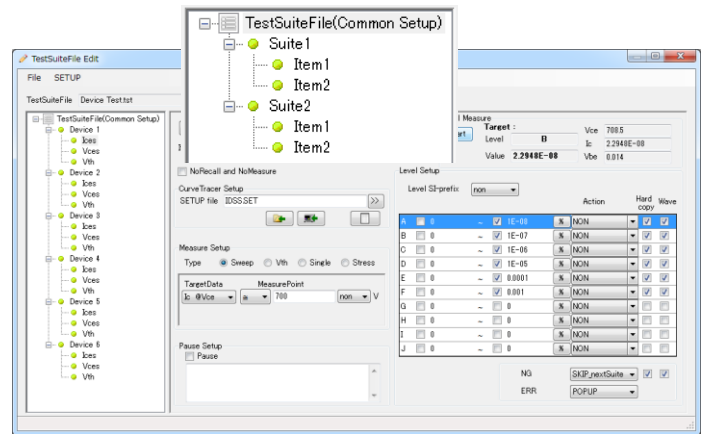 TestSuiteFile(Common Setup)
Suite1
Item1
Item2
Suite2
Item1
Item2
TestSuiteFile Edit
File SETUP
TestSuiteFile Device Test.tst
TestSuiteFile(Common Setup)
Device 1
Ices
Vces
Vth
Device 2
Ices
Vces
Vth
Device 3
Ices
Vces
Vth
Device 4
Ices
Vces
Vth
Device 5
Ices
Vces
Vth
Device 6
Ices
Vces
Vth
NoRecall and NoMeasure
CurveTracer Setup
SETUP file IDSS.SET >>
Measure Setup
Type Sweep Vth Single Stress
TargetData MeasurePoint
Ic @Vce 700 non V
Pause Setup
Pause
Measure
Target :
Level B
Value 2.2948E-08
Vce 708.5
Ic 2.2948E-08
Vbe 0.014
Level Setup
Level SI-prefix non
Action Hard copy Wave
A 0 ~ 1E-08 % NON
B 0 ~ 1E-07 % NON
C 0 ~ 1E-06 % NON
D 0 ~ 1E-05 % NON
E 0 ~ 0.0001 % NON
F 0 ~ 0.001 % NON
G 0 ~ 0 % NON
H 0 ~ 0 % NON
I 0 ~ 0 % NON
J 0 ~ 0 % NON
NG SKIP_nextSuite
ERR POPUP